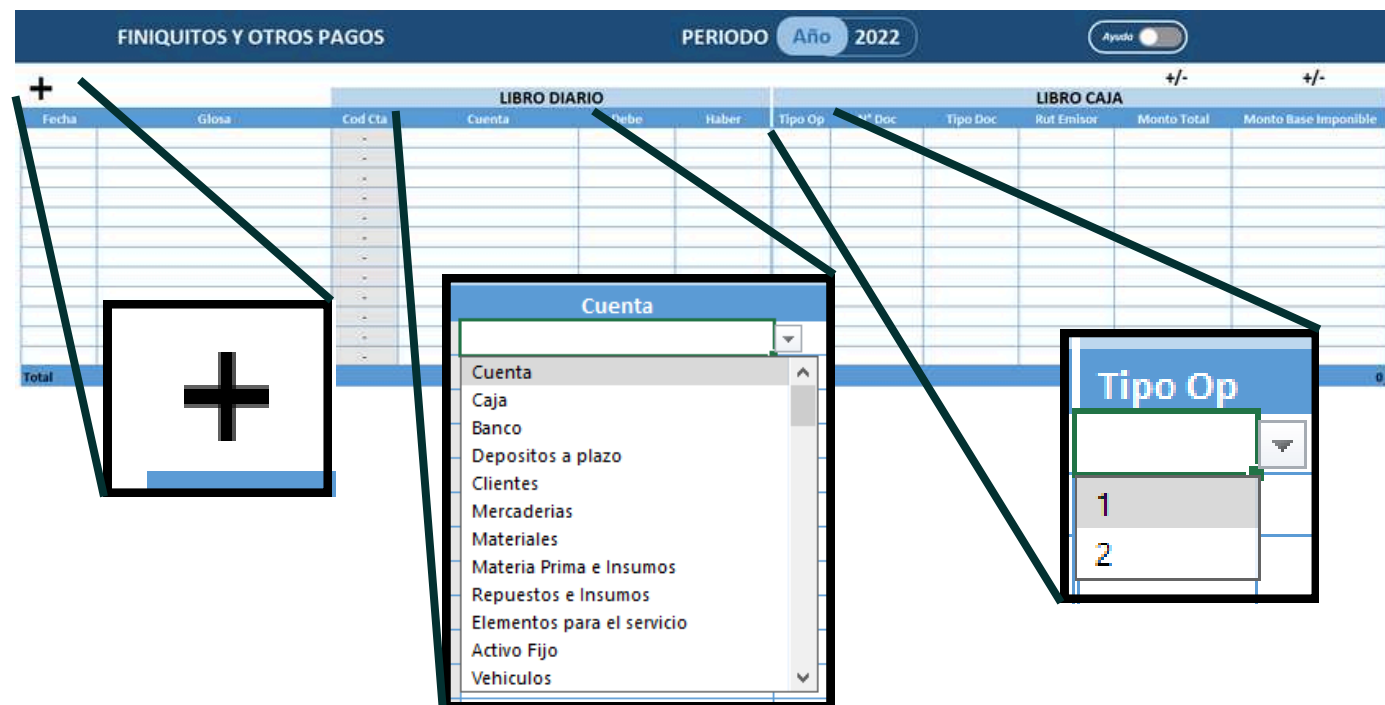 FINIQUITOS Y OTROS PAGOS PERIODO Año 2022 Ayuda
+/- +/-
+ LIBRO DIARIO LIBRO CAJA
Fecha Glosa Cod Cta Cuenta Debe Haber Tipo Op N° Doc Tipo Doc Rut Emisor Monto Total Monto Base Imponible
-
-
-
-
-
-
-
-
-
-
-
-
Total 0
+
Cuenta
Cuenta
Caja
Banco
Depositos a plazo
Clientes
Mercaderias
Materiales
Materia Prima e Insumos
Repuestos e Insumos
Elementos para el servicio
Activo Fijo
Vehiculos
Tipo Op
1
2